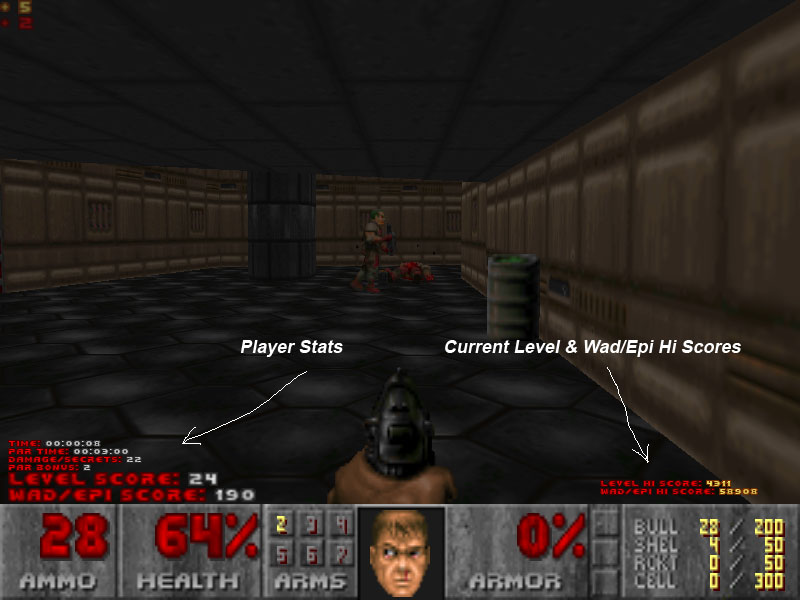 + 5
+ 2
Player Stats
Current Level & Wad/Epi Hi Scores
TIME: 00:00:08
PAR TIME: 00:03:00
DAMAGE/SECRETS: 22
PAR BONUS: 2
LEVEL SCORE: 24
WAD/EPI SCORE: 190
LEVEL HI SCORE: 4311
WAD/EPI HI SCORE: 58908
28 64% 2 3 4 0%
5 6 7
AMMO HEALTH ARMS ARMOR
BULL 28 / 200
SHEL 4 / 50
RCKT 0 / 50
CELL 0 / 300